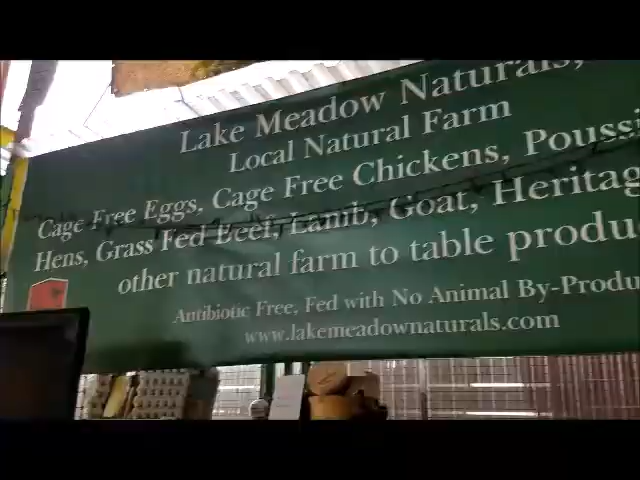 Lake Meadow Naturals,
Local Natural Farm
Cage Free Eggs, Cage Free Chickens, Poussi
Hens, Grass Fed Beef, Lamb, Goat, Heritag
other natural farm to table produ
Antibiotic Free, Fed with No Animal By-Produ
www.lakemeadownaturals.com